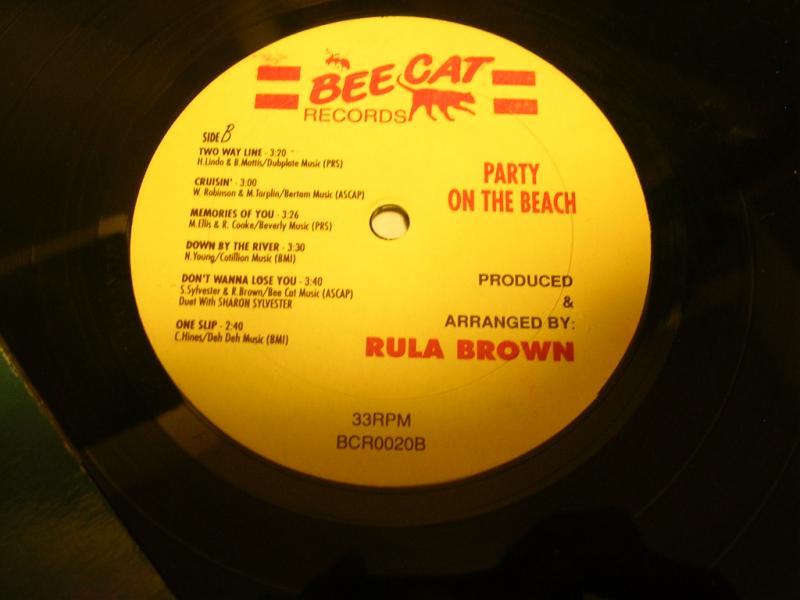 BEE CAT
RECORDS
SIDE B
TWO WAY LINE - 3:20
H.Lindo & B.Mattis/Dubplate Music (PRS)
CRUISIN' - 3:00
W. Robinson & M.Tarplin/Bertam Music (ASCAP)
MEMORIES OF YOU - 3:26
M.Ellis & R. Cooke/Beverly Music (PRS)
DOWN BY THE RIVER - 3:30
N.Young/Cotillion Music (BMI)
DON'T WANNA LOSE YOU - 3:40
S.Sylvester & R.Brown/Bee Cat Music (ASCAP)
Duet With SHARON SYLVESTER
ONE SLIP - 2:40
C.Hines/Deh Deh Music (BMI)
PARTY
ON THE BEACH
PRODUCED
&
ARRANGED BY:
RULA BROWN
33RPM
BCR0020B